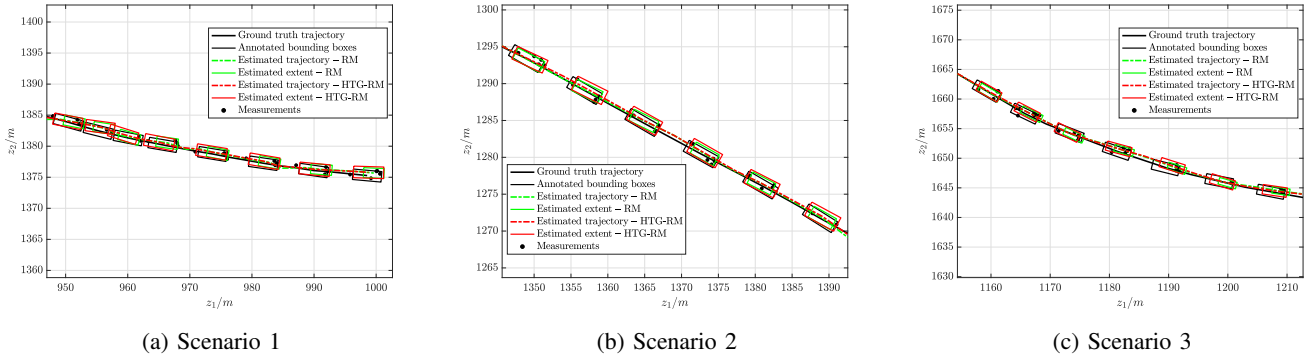 1400
1395
1390
1385
1380
1375
1370
1365
1360
z₂/m
950
960
970
980
990
1000
z₁/m
Ground truth trajectory
Annotated bounding boxes
Estimated trajectory − RM
Estimated extent − RM
Estimated trajectory − HTG-RM
Estimated extent − HTG-RM
Measurements
(a) Scenario 1
1300
1295
1290
1285
1280
1275
1270
1265
z₂/m
1350
1355
1360
1365
1370
1375
1380
1385
1390
z₁/m
Ground truth trajectory
Annotated bounding boxes
Estimated trajectory − RM
Estimated extent − RM
Estimated trajectory − HTG-RM
Estimated extent − HTG-RM
Measurements
(b) Scenario 2
1675
1670
1665
1660
1655
1650
1645
1640
1635
1630
z₂/m
1160
1170
1180
1190
1200
1210
z₁/m
Ground truth trajectory
Annotated bounding boxes
Estimated trajectory − RM
Estimated extent − RM
Estimated trajectory − HTG-RM
Estimated extent − HTG-RM
Measurements
(c) Scenario 3